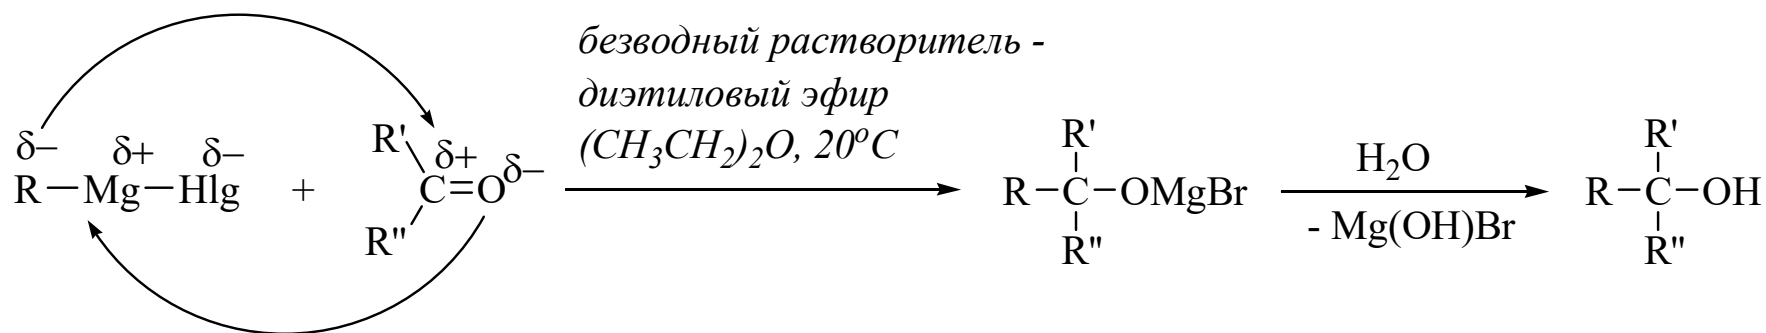 безводный растворитель -
диэтиловый эфир
(CH3CH2)2O, 20°C
δ− δ+ δ−
R—Mg—Hlg
+
R'
δ+ δ−
C=O
R"
R'
R—C—OMgBr
R"
H2O
- Mg(OH)Br
R'
R—C—OH
R"